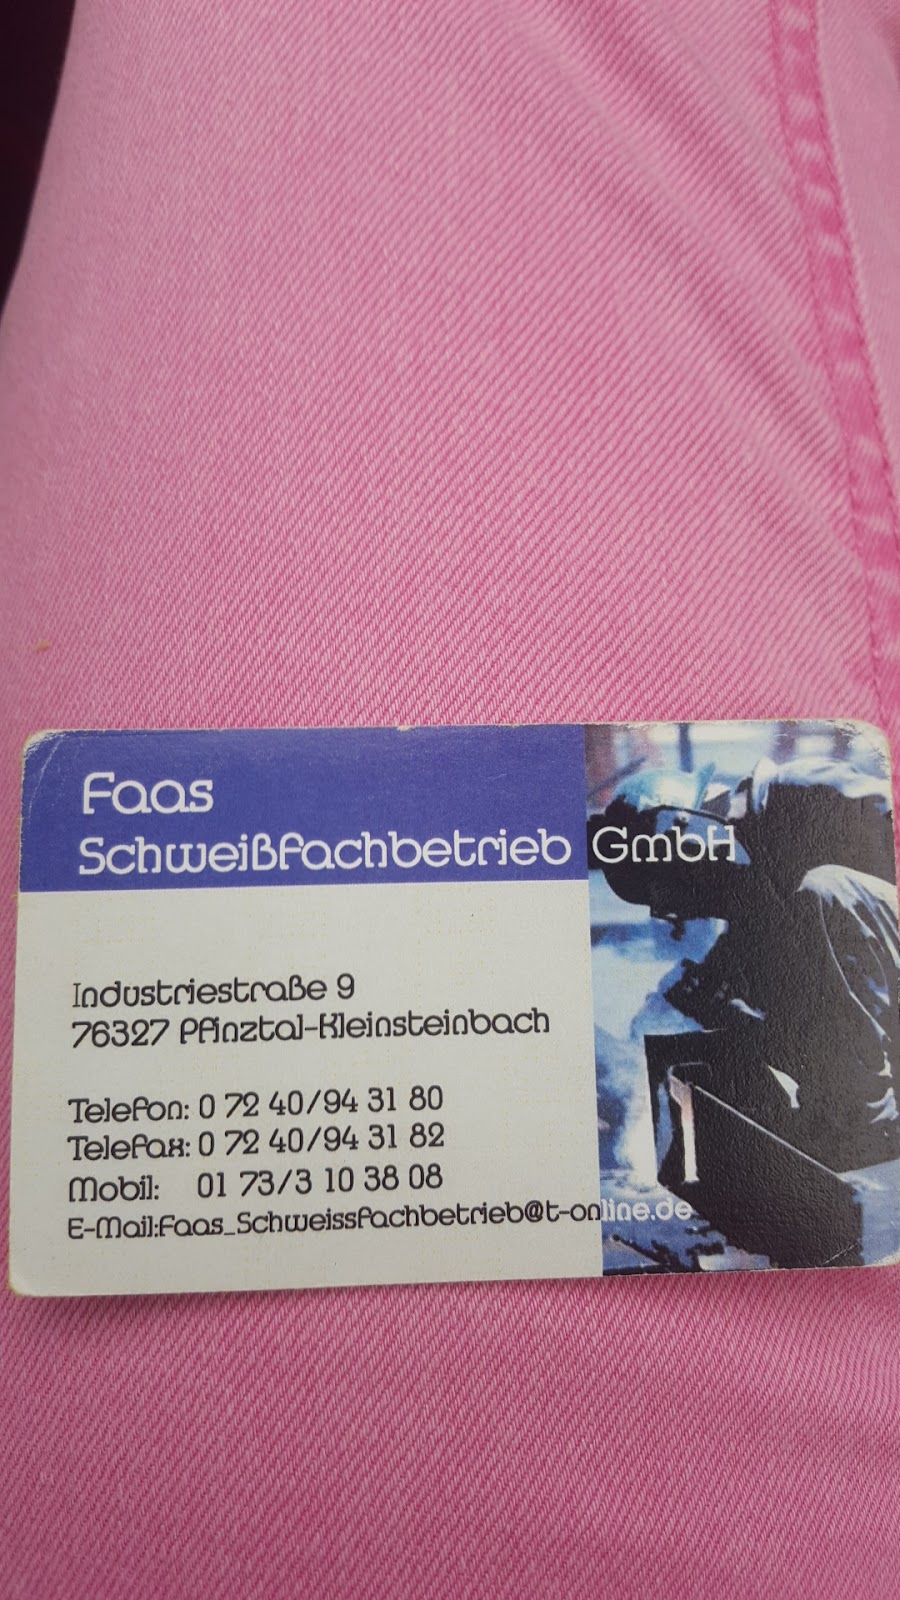 Faas
Schweißfachbetrieb GmbH
Industriestraße 9
76327 Pfinztal-Kleinsteinbach
Telefon: 0 72 40/94 31 80
Telefax: 0 72 40/94 31 82
Mobil: 01 73/3 10 38 08
E-Mail:Faas_Schweissfachbetrieb@t-online.de